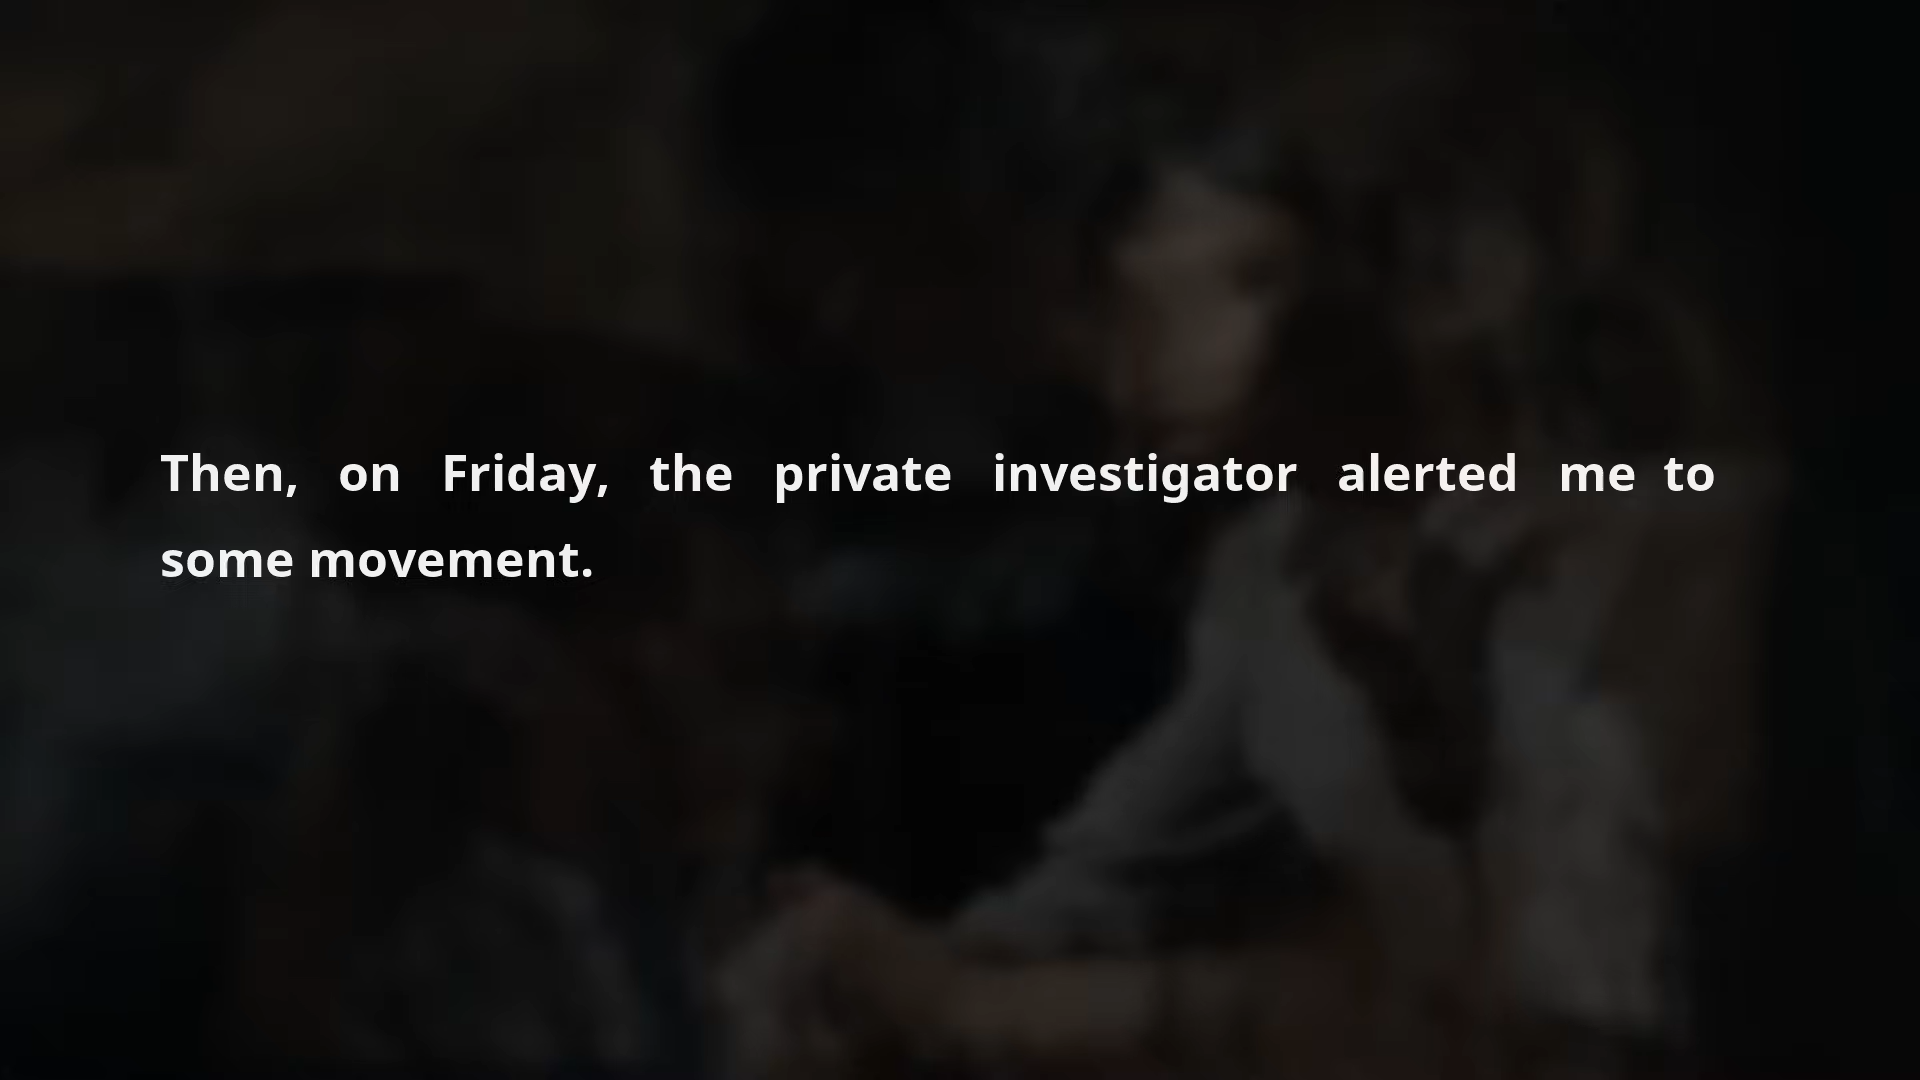 Then, on Friday, the private investigator alerted me to
some movement.